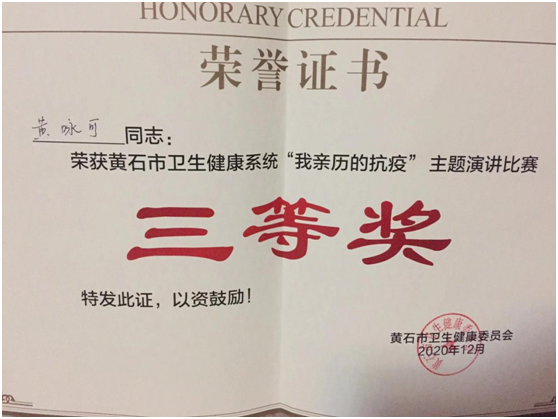 HONORARY CREDENTIAL
荣誉证书
黄咏可同志：
荣获黄石市卫生健康系统“我亲历的抗疫”主题演讲比赛
三等奖
特发此证，以资鼓励！
黄石市卫生健康委员会
2020年12月